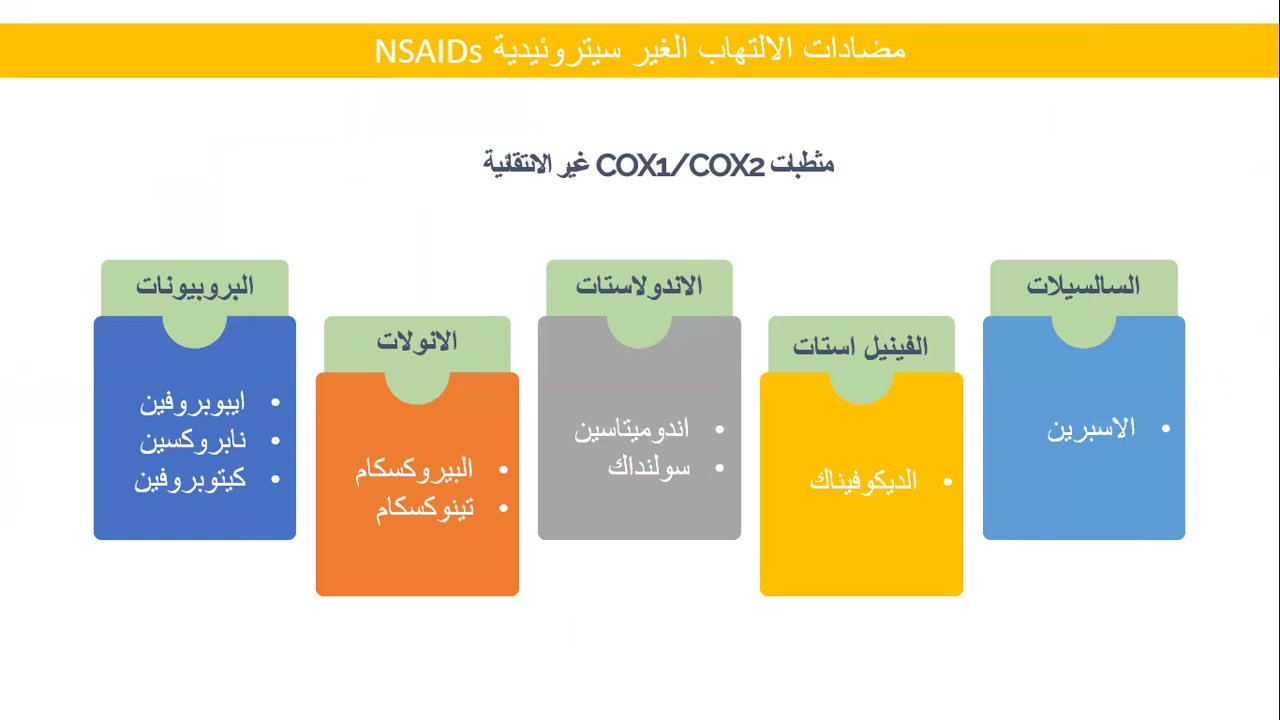 مضادات الالتهاب الغير سيتروئيدية NSAIDs
مثطبات COX1/COX2 غير الانتقائية
السالسيلات
• الاسبرين
الفينيل استات
• الديكوفيناك
الاندولاستات
• اندوميتاسين
• سولنداك
الانولات
• البيروكسكام
• تينوكسكام
البروبيونات
• ايبوبروفين
• نابروكسين
• كيتوبروفين